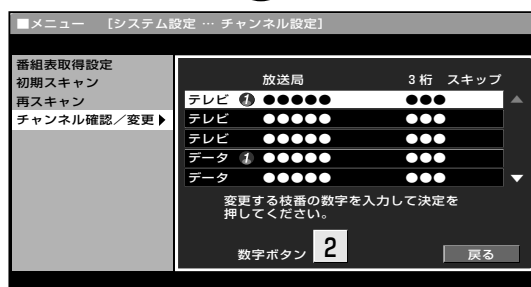 ■メニュー [システム設定 … チャンネル設定]
番組表取得設定
初期スキャン
再スキャン
チャンネル確認／変更▶
放送局 3桁 スキップ
テレビ 1 ●●●●● ●●●
テレビ ●●●●● ●●●
テレビ ●●●●● ●●●
データ 1 ●●●●● ●●●
データ ●●●●● ●●●
変更する枝番の数字を入力して決定を
押してください。
数字ボタン 2
戻る